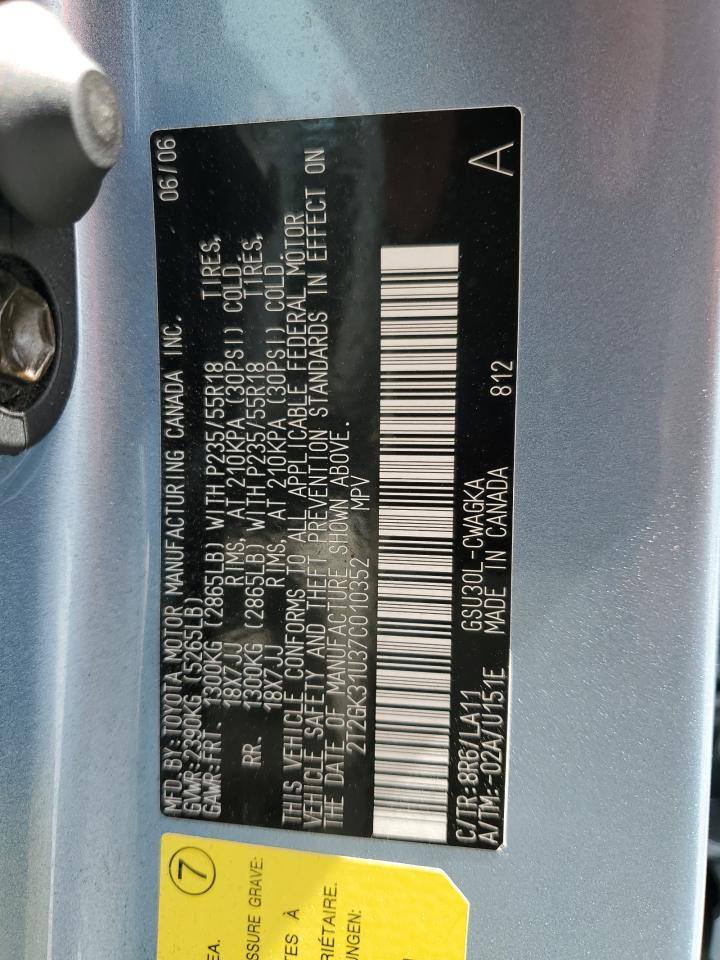 MFD. BY: TOYOTA MOTOR MANUFACTURING CANADA INC. 06/06
GVWR: 2390KG (5265LB)
GAWR: FRT. 1300KG (2865LB) WITH P235/55R18 TIRES,
18X7JJ RIMS, AT 210KPA (30PSI) COLD.
RR. 1300KG (2865LB) WITH P235/55R18 TIRES,
18X7JJ RIMS, AT 210KPA (30PSI) COLD.
THIS VEHICLE CONFORMS TO ALL APPLICABLE FEDERAL MOTOR
VEHICLE SAFETY AND THEFT PREVENTION STANDARDS IN EFFECT ON
THE DATE OF MANUFACTURE SHOWN ABOVE.
2T2GK31U37C010352 MPV
C/TR: 8R6/LA11 GSU30L-CWAGKA
A/TM: -02A/U151E MADE IN CANADA 812 A
7
EA.
SSURE GRAVE:
TES À
RIÉTAIRE.
UNGEN: